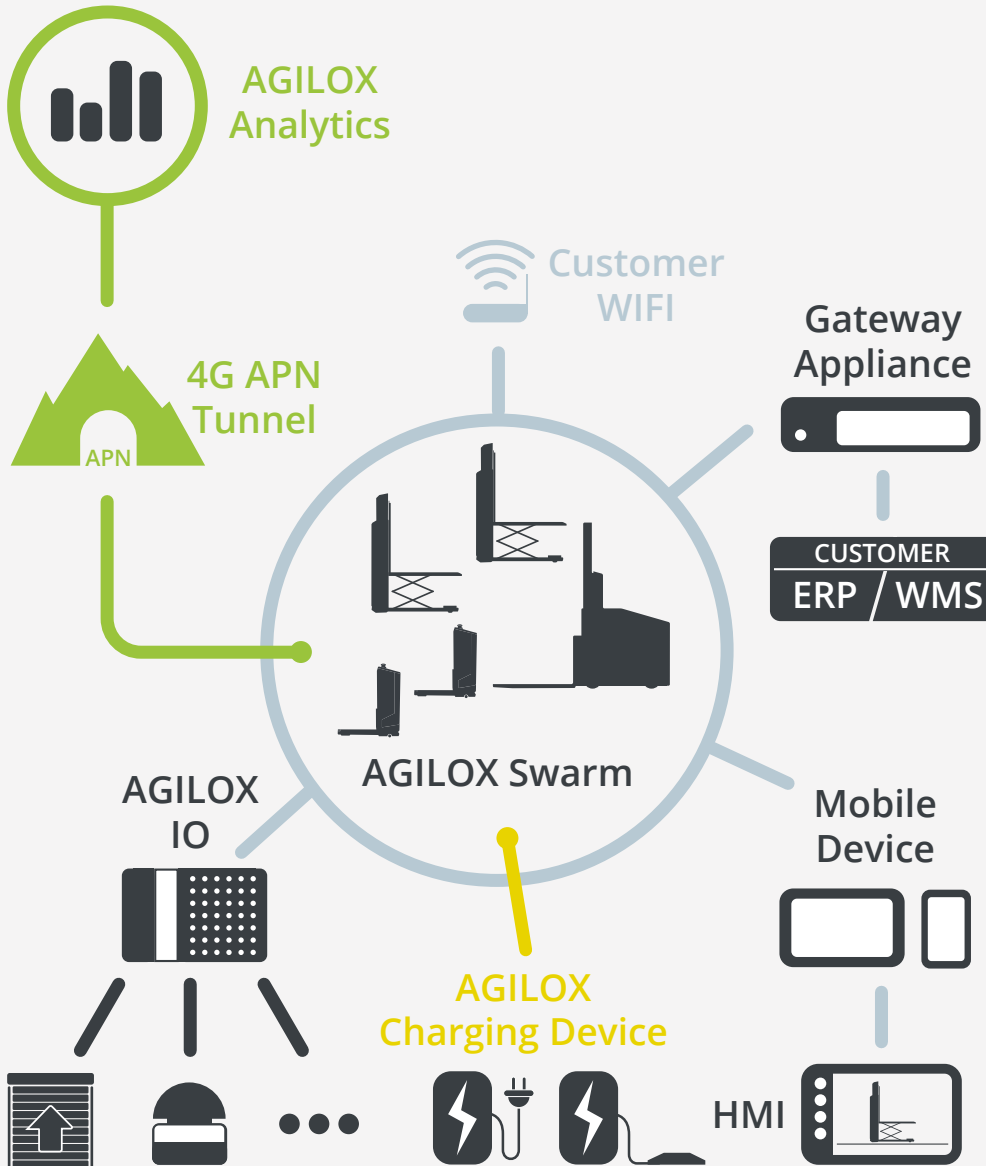 AGILOX
Analytics
Customer
WIFI
Gateway
Appliance
4G APN
Tunnel
APN
CUSTOMER
ERP / WMS
AGILOX Swarm
AGILOX
IO
Mobile
Device
AGILOX
Charging Device
HMI